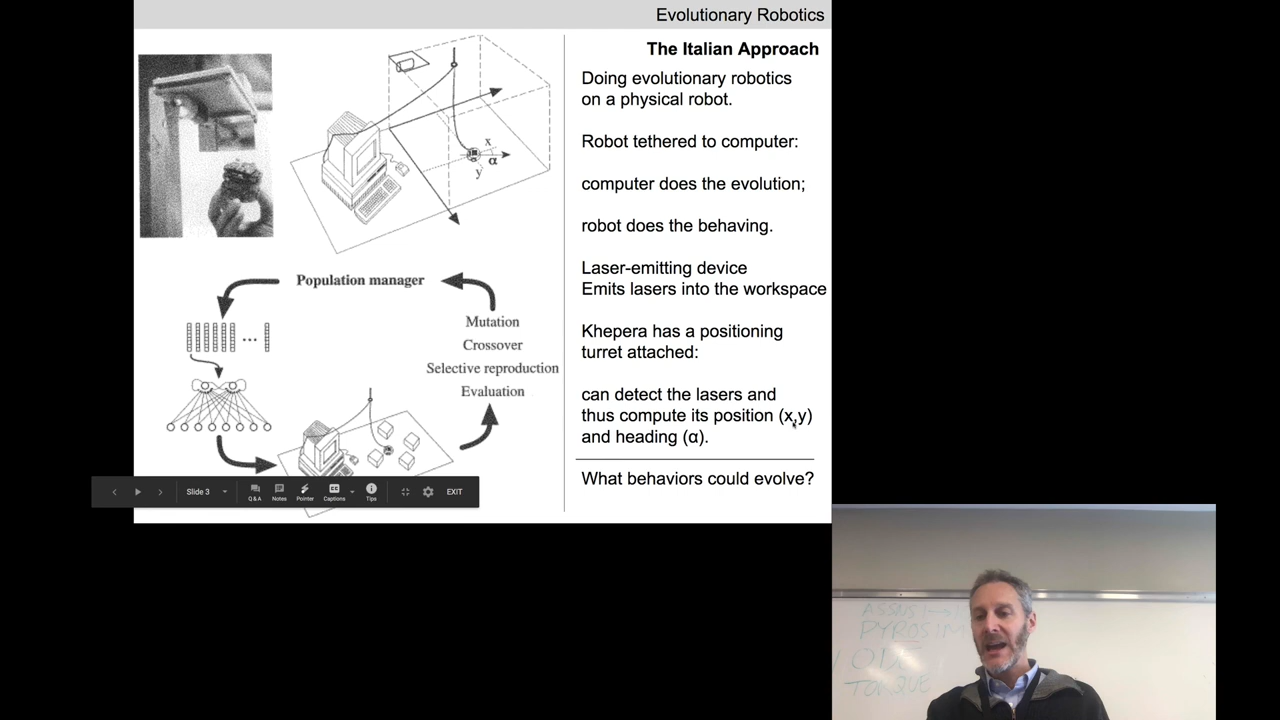 Evolutionary Robotics
The Italian Approach
Doing evolutionary robotics
on a physical robot.
Robot tethered to computer:
computer does the evolution;
robot does the behaving.
Laser-emitting device
Emits lasers into the workspace
Khepera has a positioning
turret attached:
can detect the lasers and
thus compute its position (x,y)
and heading (α).
What behaviors could evolve?
x
α
y
Population manager
Mutation
Crossover
Selective reproduction
Evaluation
...
Slide 3
Q&A
Notes
Pointer
Captions
Tips
EXIT
PYROSIM
ODE
TORQUE